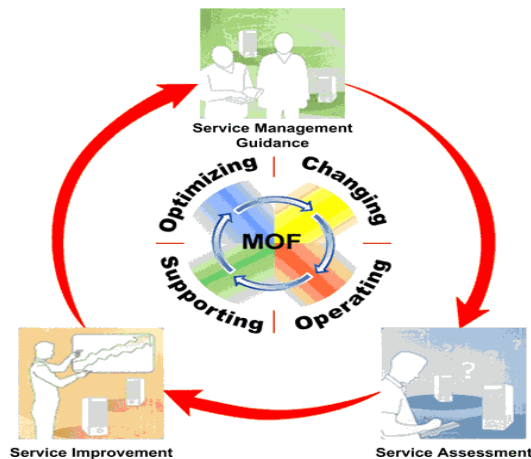 Service Management
Guidance
Optimizing
Changing
MOF
Supporting
Operating
?
?
Service Improvement
Service Assessment